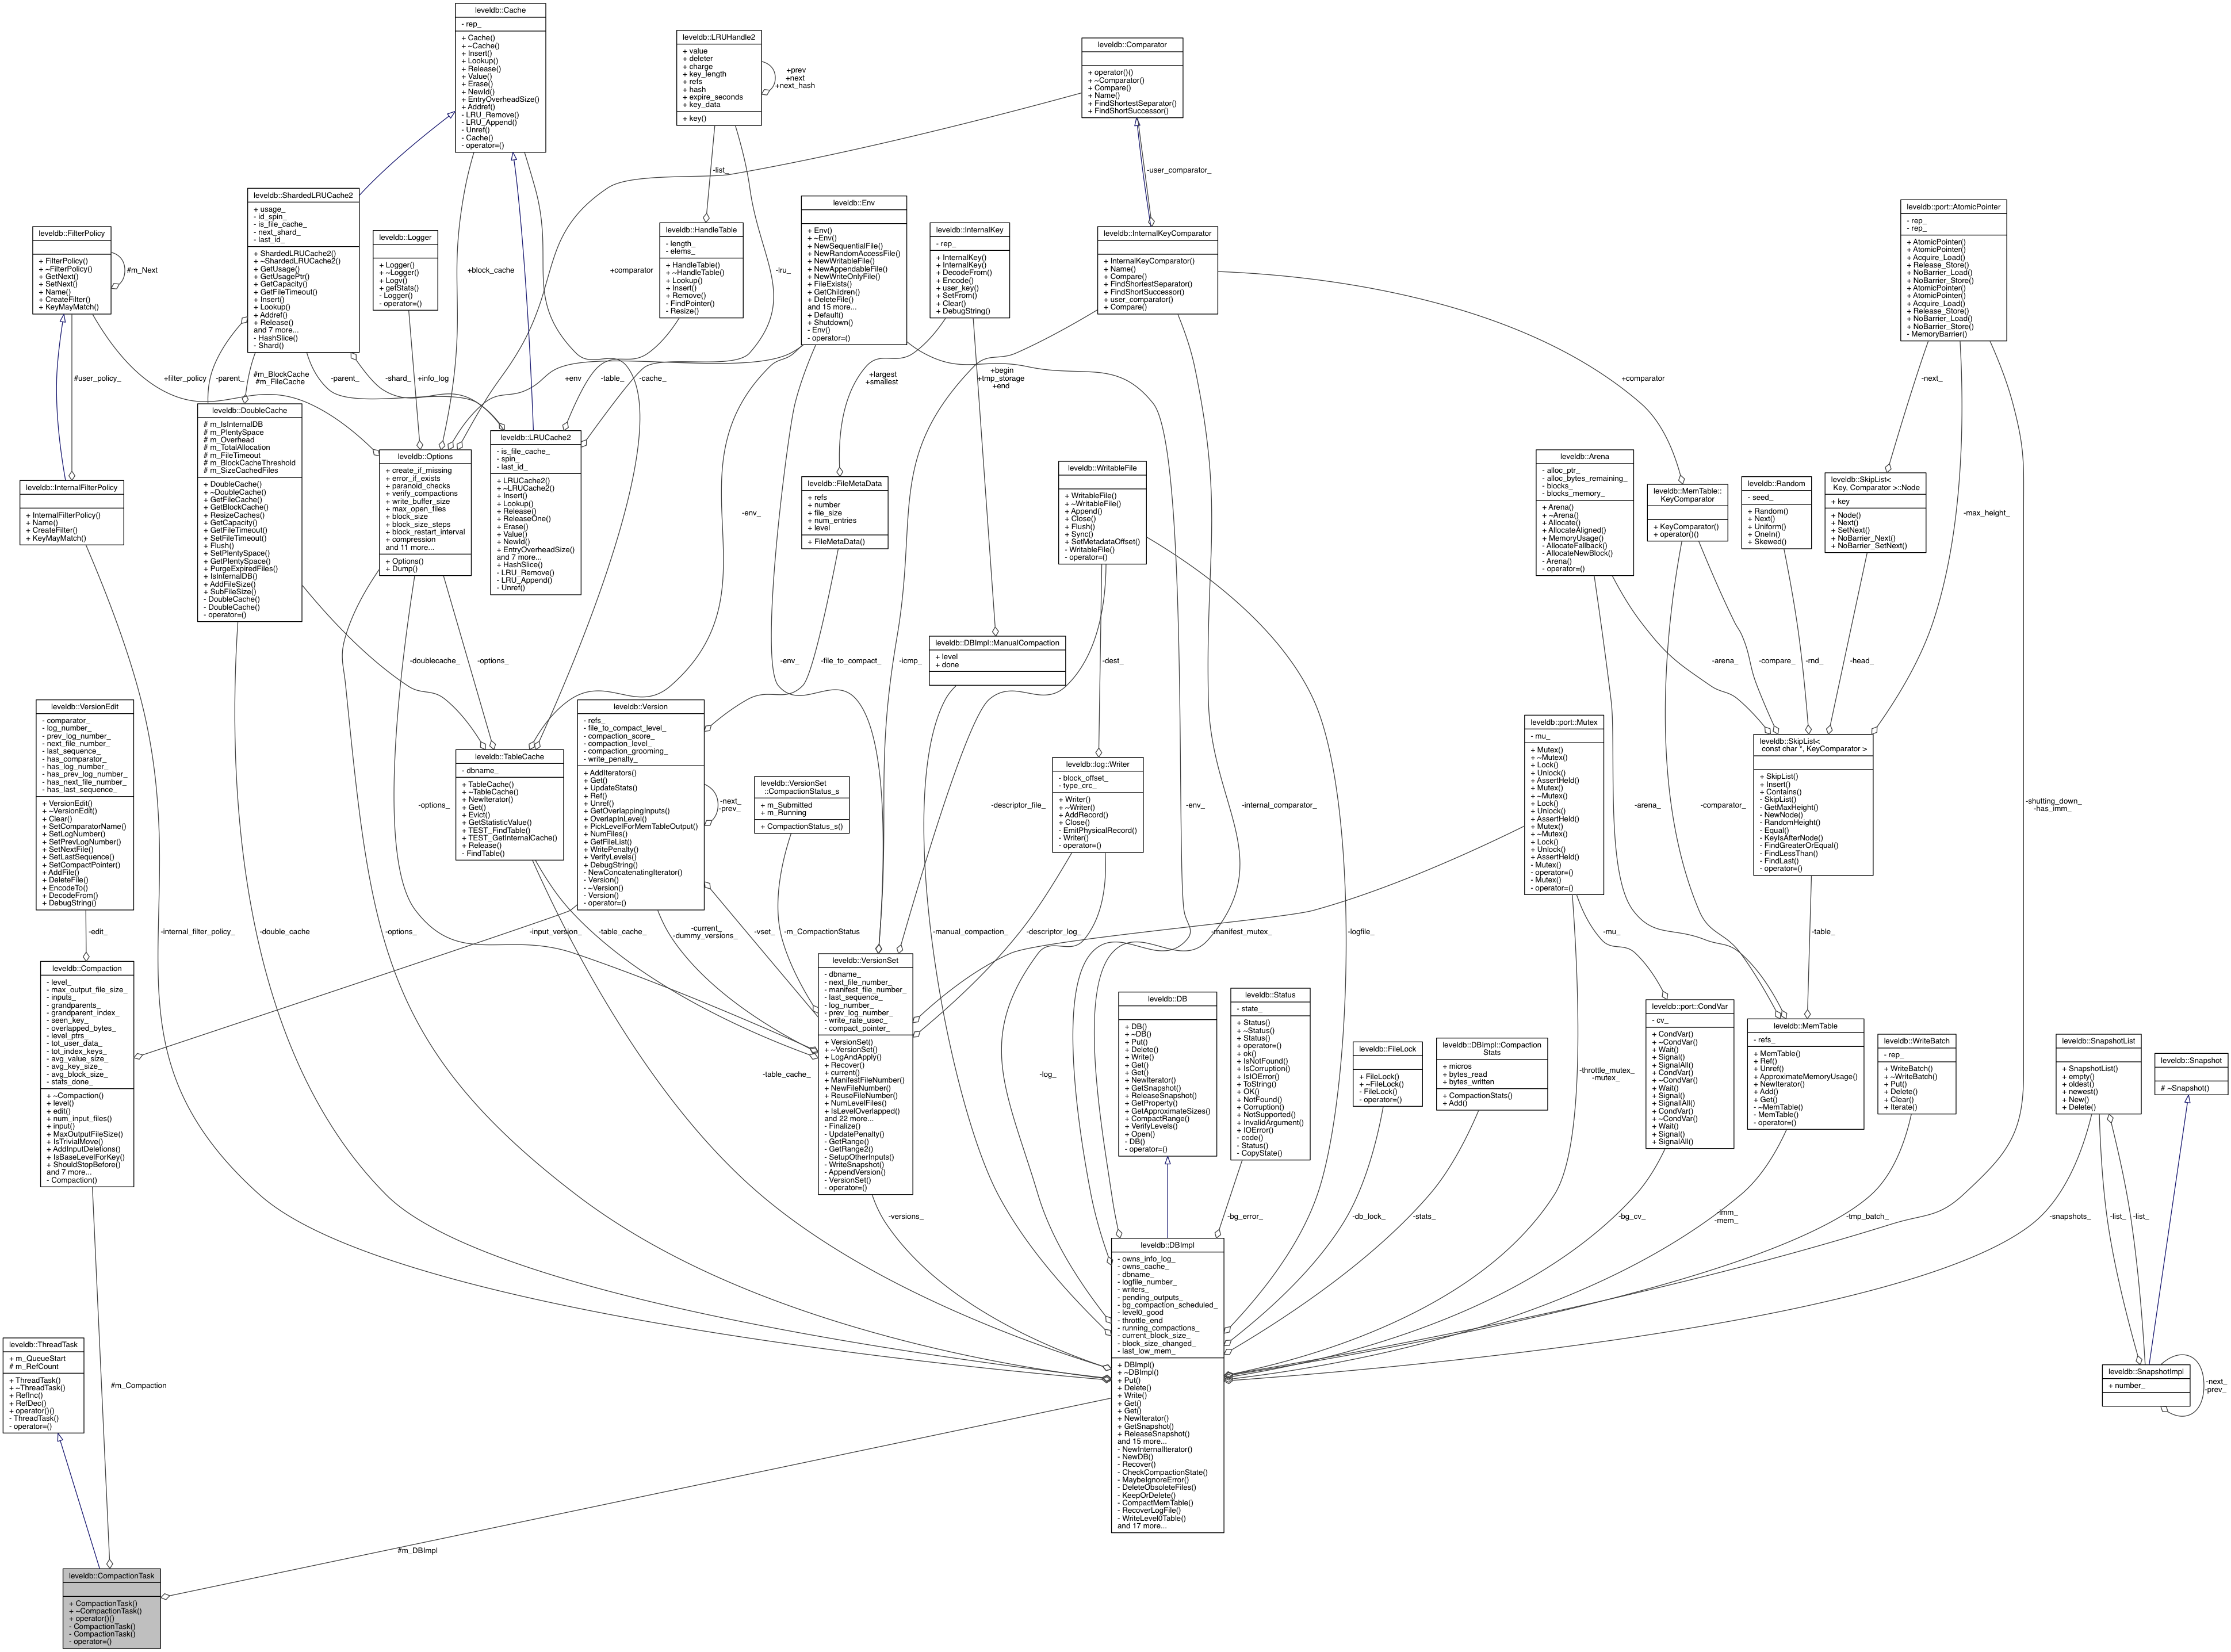 leveldb::Cache
- rep_
+ Cache()
+ ~Cache()
+ Insert()
+ Lookup()
+ Release()
+ Value()
+ Erase()
+ NewId()
+ EntryOverheadSize()
+ Addref()
- LRU_Remove()
- LRU_Append()
- Unref()
- Cache()
- operator=()
leveldb::LRUHandle2
+ value
+ deleter
+ charge
+ key_length
+ refs
+ hash
+ expire_seconds
+ key_data
+ key()
+prev
+next
+next_hash
leveldb::Comparator
+ operator()()
+ ~Comparator()
+ Compare()
+ Name()
+ FindShortestSeparator()
+ FindShortSuccessor()
-list_
-user_comparator_
leveldb::ShardedLRUCache2
+ usage_
- id_spin_
- is_file_cache_
- next_shard_
- last_id_
+ ShardedLRUCache2()
+ ~ShardedLRUCache2()
+ GetUsage()
+ GetUsagePtr()
+ GetCapacity()
+ GetFileTimeout()
+ Insert()
+ Lookup()
+ Addref()
+ Release()
and 7 more...
- HashSlice()
- Shard()
leveldb::FilterPolicy
+ FilterPolicy()
+ ~FilterPolicy()
+ GetNext()
+ SetNext()
+ Name()
+ CreateFilter()
+ KeyMayMatch()
#m_Next
leveldb::Logger
+ Logger()
+ ~Logger()
+ Logv()
+ getStats()
- Logger()
- operator=()
+block_cache
+comparator
leveldb::HandleTable
- length_
- elems_
+ HandleTable()
+ ~HandleTable()
+ Lookup()
+ Insert()
+ Remove()
- FindPointer()
- Resize()
-lru_
leveldb::Env
+ Env()
+ ~Env()
+ NewSequentialFile()
+ NewRandomAccessFile()
+ NewWritableFile()
+ NewAppendableFile()
+ NewWriteOnlyFile()
+ FileExists()
+ GetChildren()
+ DeleteFile()
and 15 more...
+ Default()
+ Shutdown()
- Env()
- operator=()
leveldb::InternalKey
- rep_
+ InternalKey()
+ InternalKey()
+ DecodeFrom()
+ Encode()
+ user_key()
+ SetFrom()
+ Clear()
+ DebugString()
leveldb::InternalKeyComparator
+ InternalKeyComparator()
+ Name()
+ Compare()
+ FindShortestSeparator()
+ FindShortSuccessor()
+ user_comparator()
+ Compare()
leveldb::port::AtomicPointer
- rep_
- rep_
+ AtomicPointer()
+ AtomicPointer()
+ Acquire_Load()
+ Release_Store()
+ NoBarrier_Load()
+ NoBarrier_Store()
+ AtomicPointer()
+ AtomicPointer()
+ Acquire_Load()
+ Release_Store()
+ NoBarrier_Load()
+ NoBarrier_Store()
- MemoryBarrier()
#user_policy_
+filter_policy
-parent_
#m_BlockCache
#m_FileCache
-parent_
-shard_
+info_log
+env
-table_
-cache_
+largest
+smallest
+begin
+tmp_storage
+end
+comparator
-next_
leveldb::DoubleCache
# m_IsInternalDB
# m_PlentySpace
# m_Overhead
# m_TotalAllocation
# m_FileTimeout
# m_BlockCacheThreshold
# m_SizeCachedFiles
+ DoubleCache()
+ ~DoubleCache()
+ GetFileCache()
+ GetBlockCache()
+ ResizeCaches()
+ GetCapacity()
+ GetFileTimeout()
+ SetFileTimeout()
+ Flush()
+ SetPlentySpace()
+ GetPlentySpace()
+ PurgeExpiredFiles()
+ IsInternalDB()
+ AddFileSize()
+ SubFileSize()
- DoubleCache()
- DoubleCache()
- operator=()
leveldb::Options
+ create_if_missing
+ error_if_exists
+ paranoid_checks
+ verify_compactions
+ write_buffer_size
+ max_open_files
+ block_size
+ block_size_steps
+ block_restart_interval
+ compression
and 11 more...
+ Options()
+ Dump()
leveldb::LRUCache2
- is_file_cache_
- spin_
- last_id_
+ LRUCache2()
+ ~LRUCache2()
+ Insert()
+ Lookup()
+ Release()
+ ReleaseOne()
+ Erase()
+ Value()
+ NewId()
+ EntryOverheadSize()
and 7 more...
+ HashSlice()
- LRU_Remove()
- LRU_Append()
- Unref()
leveldb::InternalFilterPolicy
+ InternalFilterPolicy()
+ Name()
+ CreateFilter()
+ KeyMayMatch()
-env_
leveldb::FileMetaData
+ refs
+ number
+ file_size
+ num_entries
+ level
+ FileMetaData()
leveldb::WritableFile
+ WritableFile()
+ ~WritableFile()
+ Append()
+ Close()
+ Flush()
+ Sync()
+ SetMetadataOffset()
- WritableFile()
- operator=()
leveldb::Arena
- alloc_ptr_
- alloc_bytes_remaining_
- blocks_
- blocks_memory_
+ Arena()
+ ~Arena()
+ Allocate()
+ AllocateAligned()
+ MemoryUsage()
- AllocateFallback()
- AllocateNewBlock()
- Arena()
- operator=()
leveldb::MemTable::
KeyComparator
+ KeyComparator()
+ operator()()
leveldb::Random
- seed_
+ Random()
+ Next()
+ Uniform()
+ OneIn()
+ Skewed()
leveldb::SkipList<
Key, Comparator >::Node
+ key
+ Node()
+ Next()
+ SetNext()
+ NoBarrier_Next()
+ NoBarrier_SetNext()
-max_height_
leveldb::DBImpl::ManualCompaction
+ level
+ done
-doublecache_
-options_
-env_
-file_to_compact_
-icmp_
-dest_
-arena_
-compare_
-rnd_
-head_
leveldb::VersionEdit
- comparator_
- log_number_
- prev_log_number_
- next_file_number_
- last_sequence_
- has_comparator_
- has_log_number_
- has_prev_log_number_
- has_next_file_number_
- has_last_sequence_
+ VersionEdit()
+ ~VersionEdit()
+ Clear()
+ SetComparatorName()
+ SetLogNumber()
+ SetPrevLogNumber()
+ SetNextFile()
+ SetLastSequence()
+ SetCompactPointer()
+ AddFile()
+ DeleteFile()
+ EncodeTo()
+ DecodeFrom()
+ DebugString()
leveldb::TableCache
- dbname_
+ TableCache()
+ ~TableCache()
+ NewIterator()
+ Get()
+ Evict()
+ GetStatisticValue()
+ TEST_FindTable()
+ TEST_GetInternalCache()
+ Release()
- FindTable()
leveldb::Version
- refs_
- file_to_compact_level_
- compaction_score_
- compaction_level_
- compaction_grooming_
- write_penalty_
+ AddIterators()
+ Get()
+ UpdateStats()
+ Ref()
+ Unref()
+ GetOverlappingInputs()
+ OverlapInLevel()
+ PickLevelForMemTableOutput()
+ NumFiles()
+ GetFileList()
+ WritePenalty()
+ VerifyLevels()
+ DebugString()
- NewConcatenatingIterator()
- Version()
- ~Version()
- Version()
- operator=()
-next_
-prev_
leveldb::VersionSet
::CompactionStatus_s
+ m_Submitted
+ m_Running
+ CompactionStatus_s()
leveldb::log::Writer
- block_offset_
- type_crc_
+ Writer()
+ ~Writer()
+ AddRecord()
+ Close()
- EmitPhysicalRecord()
- Writer()
- operator=()
leveldb::port::Mutex
- mu_
+ Mutex()
+ ~Mutex()
+ Lock()
+ Unlock()
+ AssertHeld()
+ Mutex()
+ ~Mutex()
+ Lock()
+ Unlock()
+ AssertHeld()
+ Mutex()
+ ~Mutex()
+ Lock()
+ Unlock()
+ AssertHeld()
- Mutex()
- operator=()
- Mutex()
- operator=()
leveldb::SkipList<
const char *, KeyComparator >
+ SkipList()
+ Insert()
+ Contains()
- SkipList()
- GetMaxHeight()
- NewNode()
- RandomHeight()
- Equal()
- KeyIsAfterNode()
- FindGreaterOrEqual()
- FindLessThan()
- FindLast()
- operator=()
-options_
-descriptor_file_
-env_
-internal_comparator_
-arena_
-comparator_
-shutting_down_
-has_imm_
-edit_
-internal_filter_policy_
-double_cache
-options_
-input_version_
-table_cache_
-current_
-dummy_versions_
-vset_
-m_CompactionStatus
-manual_compaction_
-descriptor_log_
-manifest_mutex_
-logfile_
-mu_
-table_
leveldb::Compaction
- level_
- max_output_file_size_
- inputs_
- grandparents_
- grandparent_index_
- seen_key_
- overlapped_bytes_
- level_ptrs_
- tot_user_data_
- tot_index_keys_
- avg_value_size_
- avg_key_size_
- avg_block_size_
- stats_done_
+ ~Compaction()
+ level()
+ edit()
+ num_input_files()
+ input()
+ MaxOutputFileSize()
+ IsTrivialMove()
+ AddInputDeletions()
+ IsBaseLevelForKey()
+ ShouldStopBefore()
and 7 more...
- Compaction()
leveldb::VersionSet
- dbname_
- next_file_number_
- manifest_file_number_
- last_sequence_
- log_number_
- prev_log_number_
- write_rate_usec_
- compact_pointer_
+ VersionSet()
+ ~VersionSet()
+ LogAndApply()
+ Recover()
+ current()
+ ManifestFileNumber()
+ NewFileNumber()
+ ReuseFileNumber()
+ NumLevelFiles()
+ IsLevelOverlapped()
and 22 more...
- Finalize()
- UpdatePenalty()
- GetRange()
- GetRange2()
- SetupOtherInputs()
- WriteSnapshot()
- AppendVersion()
- VersionSet()
- operator=()
-table_cache_
-log_
leveldb::DB
+ DB()
+ ~DB()
+ Put()
+ Delete()
+ Write()
+ Get()
+ Get()
+ NewIterator()
+ GetSnapshot()
+ ReleaseSnapshot()
+ GetProperty()
+ GetApproximateSizes()
+ CompactRange()
+ VerifyLevels()
+ Open()
- DB()
- operator=()
leveldb::Status
- state_
+ Status()
+ ~Status()
+ Status()
+ operator=()
+ ok()
+ IsNotFound()
+ IsCorruption()
+ IsIOError()
+ ToString()
+ OK()
+ NotFound()
+ Corruption()
+ NotSupported()
+ InvalidArgument()
+ IOError()
- code()
- Status()
- CopyState()
leveldb::FileLock
+ FileLock()
+ ~FileLock()
- FileLock()
- operator=()
leveldb::DBImpl::Compaction
Stats
+ micros
+ bytes_read
+ bytes_written
+ CompactionStats()
+ Add()
-throttle_mutex_
-mutex_
leveldb::port::CondVar
- cv_
+ CondVar()
+ ~CondVar()
+ Wait()
+ Signal()
+ SignalAll()
+ CondVar()
+ ~CondVar()
+ Wait()
+ Signal()
+ SignallAll()
+ CondVar()
+ ~CondVar()
+ Wait()
+ Signal()
+ SignalAll()
leveldb::MemTable
- refs_
+ MemTable()
+ Ref()
+ Unref()
+ ApproximateMemoryUsage()
+ NewIterator()
+ Add()
+ Get()
- ~MemTable()
- MemTable()
- operator=()
leveldb::WriteBatch
- rep_
+ WriteBatch()
+ ~WriteBatch()
+ Put()
+ Delete()
+ Clear()
+ Iterate()
leveldb::SnapshotList
+ SnapshotList()
+ empty()
+ oldest()
+ newest()
+ New()
+ Delete()
leveldb::Snapshot
# ~Snapshot()
-versions_
-bg_error_
-db_lock_
-stats_
-bg_cv_
-imm_
-mem_
-tmp_batch_
-snapshots_
-list_
-list_
leveldb::DBImpl
- owns_info_log_
- owns_cache_
- dbname_
- logfile_number_
- writers_
- pending_outputs_
- bg_compaction_scheduled_
- level0_good
- throttle_end
- running_compactions_
- current_block_size_
- block_size_changed_
- last_low_mem_
+ DBImpl()
+ ~DBImpl()
+ Put()
+ Delete()
+ Write()
+ Get()
+ Get()
+ NewIterator()
+ GetSnapshot()
+ ReleaseSnapshot()
and 15 more...
- NewInternalIterator()
- NewDB()
- Recover()
- CheckCompactionState()
- MaybeIgnoreError()
- DeleteObsoleteFiles()
- KeepOrDelete()
- CompactMemTable()
- RecoverLogFile()
- WriteLevel0Table()
and 17 more...
leveldb::ThreadTask
+ m_QueueStart
# m_RefCount
+ ThreadTask()
+ ~ThreadTask()
+ RefInc()
+ RefDec()
+ operator()()
- ThreadTask()
- operator=()
#m_Compaction
leveldb::SnapshotImpl
+ number_
-next_
-prev_
#m_DBImpl
leveldb::CompactionTask
+ CompactionTask()
+ ~CompactionTask()
+ operator()()
- CompactionTask()
- CompactionTask()
- operator=()